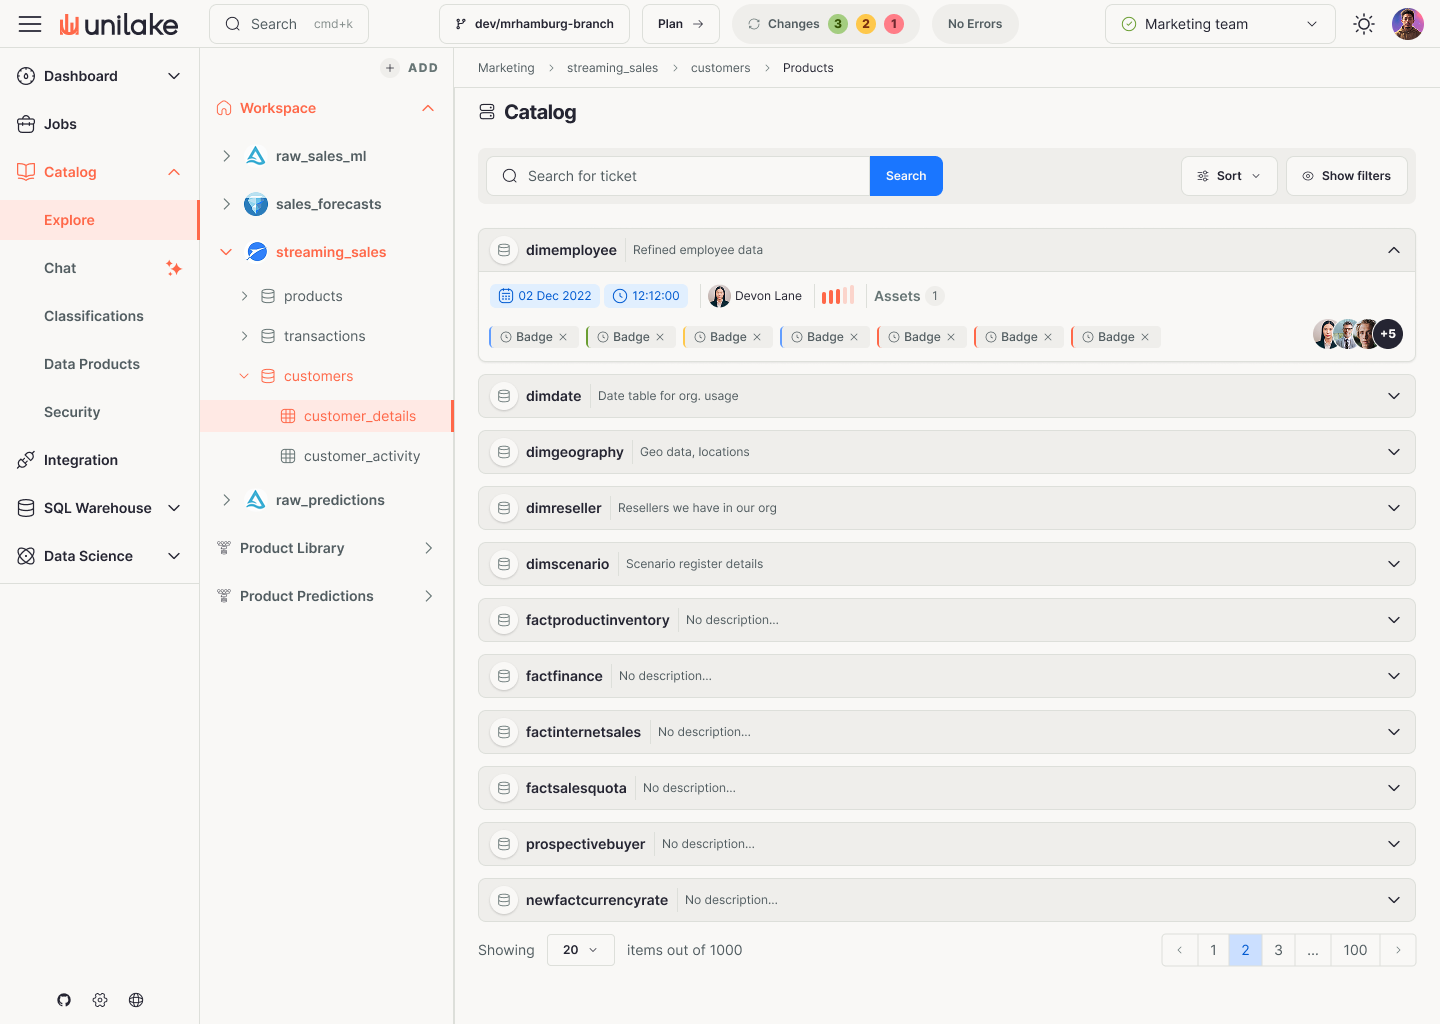 unilake
Search cmd+k
dev/mrhamburg-branch
Plan
Changes 3 2 1
No Errors
Marketing team
Dashboard
Jobs
Catalog
Explore
Chat
Classifications
Data Products
Security
Integration
SQL Warehouse
Data Science
ADD
Workspace
raw_sales_ml
sales_forecasts
streaming_sales
products
transactions
customers
customer_details
customer_activity
raw_predictions
Product Library
Product Predictions
Marketing > streaming_sales > customers > Products
Catalog
Search for ticket Search
Sort
Show filters
dimemployee Refined employee data
02 Dec 2022 12:12:00 Devon Lane Assets 1
Badge Badge Badge Badge Badge Badge Badge +5
dimdate Date table for org. usage
dimgeography Geo data, locations
dimreseller Resellers we have in our org
dimscenario Scenario register details
factproductinventory No description...
factfinance No description...
factinternetsales No description...
factsalesquota No description...
prospectivebuyer No description...
newfactcurrencyrate No description...
Showing 20 items out of 1000
1 2 3 ... 100